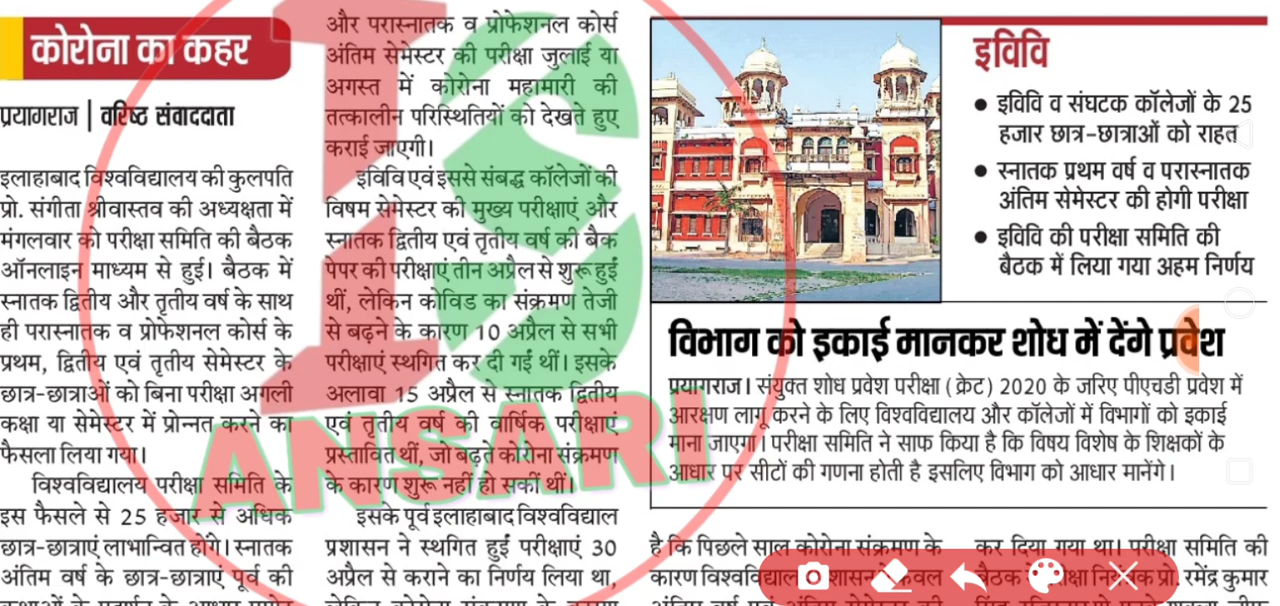 कोरोना का कहर
प्रयागराज | वरिष्ठ संवाददाता
इलाहाबाद विश्वविद्यालय की कुलपति
प्रो. संगीता श्रीवास्तव की अध्यक्षता में
मंगलवार को परीक्षा समिति की बैठक
ऑनलाइन माध्यम से हुई। बैठक में
स्नातक द्वितीय और तृतीय वर्ष के साथ
ही परास्नातक व प्रोफेशनल कोर्स के
प्रथम, द्वितीय एवं तृतीय सेमेस्टर के
छात्र-छात्राओं को बिना परीक्षा अगली
कक्षा या सेमेस्टर में प्रोन्नत करने का
फैसला लिया गया।
विश्वविद्यालय परीक्षा समिति के
इस फैसले से 25 हजार से अधिक
छात्र-छात्राएं लाभान्वित होंगे। स्नातक
अंतिम वर्ष के छात्र-छात्राएं पूर्व की
और परास्नातक व प्रोफेशनल कोर्स
अंतिम सेमेस्टर की परीक्षा जुलाई या
अगस्त में कोरोना महामारी की
तत्कालीन परिस्थितियों को देखते हुए
कराई जाएगी।
इविवि एवं इससे संबद्ध कॉलेजों की
विषम सेमेस्टर की मुख्य परीक्षाएं और
स्नातक द्वितीय एवं तृतीय वर्ष की बैक
पेपर की परीक्षाएं तीन अप्रैल से शुरू हुई
थीं, लेकिन कोविड का संक्रमण तेजी
से बढ़ने के कारण 10 अप्रैल से सभी
परीक्षाएं स्थगित कर दी गईं थीं। इसके
अलावा 15 अप्रैल से स्नातक द्वितीय
एवं तृतीय वर्ष की वार्षिक परीक्षाएं
प्रस्तावित थीं, जो बढ़ते कोरोना संक्रमण
के कारण शुरू नहीं हो सकीं थीं।
इसके पूर्व इलाहाबाद विश्वविद्याल
प्रशासन ने स्थगित हुईं परीक्षाएं 30
अप्रैल से कराने का निर्णय लिया था,
इविवि
● इविवि व संघटक कॉलेजों के 25
हजार छात्र-छात्राओं को राहत
● स्नातक प्रथम वर्ष व परास्नातक
अंतिम सेमेस्टर की होगी परीक्षा
● इविवि की परीक्षा समिति की
बैठक में लिया गया अहम निर्णय
विभाग को इकाई मानकर शोध में देंगे प्रवेश
प्रयागराज। संयुक्त शोध प्रवेश परीक्षा (क्रेट) 2020 के जरिए पीएचडी प्रवेश में
आरक्षण लागू करने के लिए विश्वविद्यालय और कॉलेजों में विभागों को इकाई
माना जाएगा। परीक्षा समिति ने साफ किया है कि विषय विशेष के शिक्षकों के
आधार पर सीटों की गणना होती है इसलिए विभाग को आधार मानेंगे।
है कि पिछले साल कोरोना संक्रमण के
कारण विश्वविद्यालय
कर दिया गया था। परीक्षा समिति की
बैठक प्रो. रमेंद्र कुमार
ANSARI